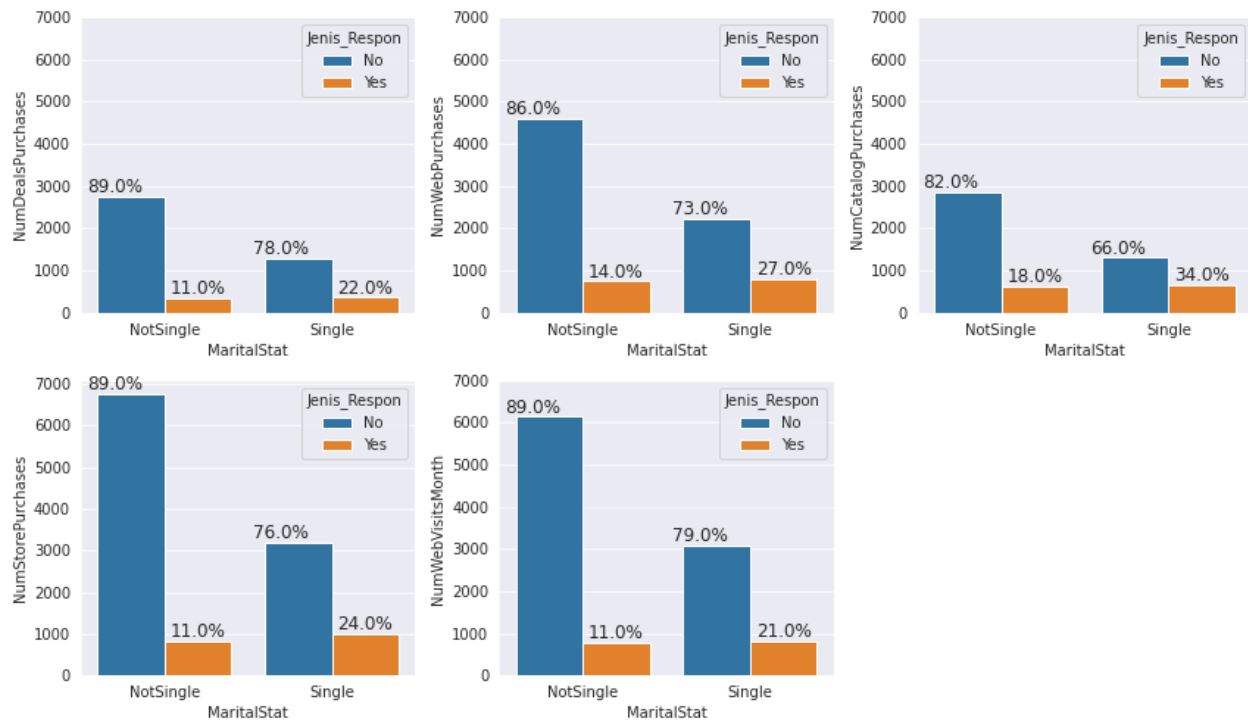 NumDealsPurchases
7000
6000
5000
4000
3000
2000
1000
0
Jenis_Respon
No
Yes
89.0%
11.0%
78.0%
22.0%
NotSingle
Single
MaritalStat
NumWebPurchases
7000
6000
5000
4000
3000
2000
1000
0
Jenis_Respon
No
Yes
86.0%
14.0%
73.0%
27.0%
NotSingle
Single
MaritalStat
NumCatalogPurchases
7000
6000
5000
4000
3000
2000
1000
0
Jenis_Respon
No
Yes
82.0%
18.0%
66.0%
34.0%
NotSingle
Single
MaritalStat
NumStorePurchases
7000
6000
5000
4000
3000
2000
1000
0
Jenis_Respon
No
Yes
89.0%
11.0%
76.0%
24.0%
NotSingle
Single
MaritalStat
NumWebVisitsMonth
7000
6000
5000
4000
3000
2000
1000
0
Jenis_Respon
No
Yes
89.0%
11.0%
79.0%
21.0%
NotSingle
Single
MaritalStat